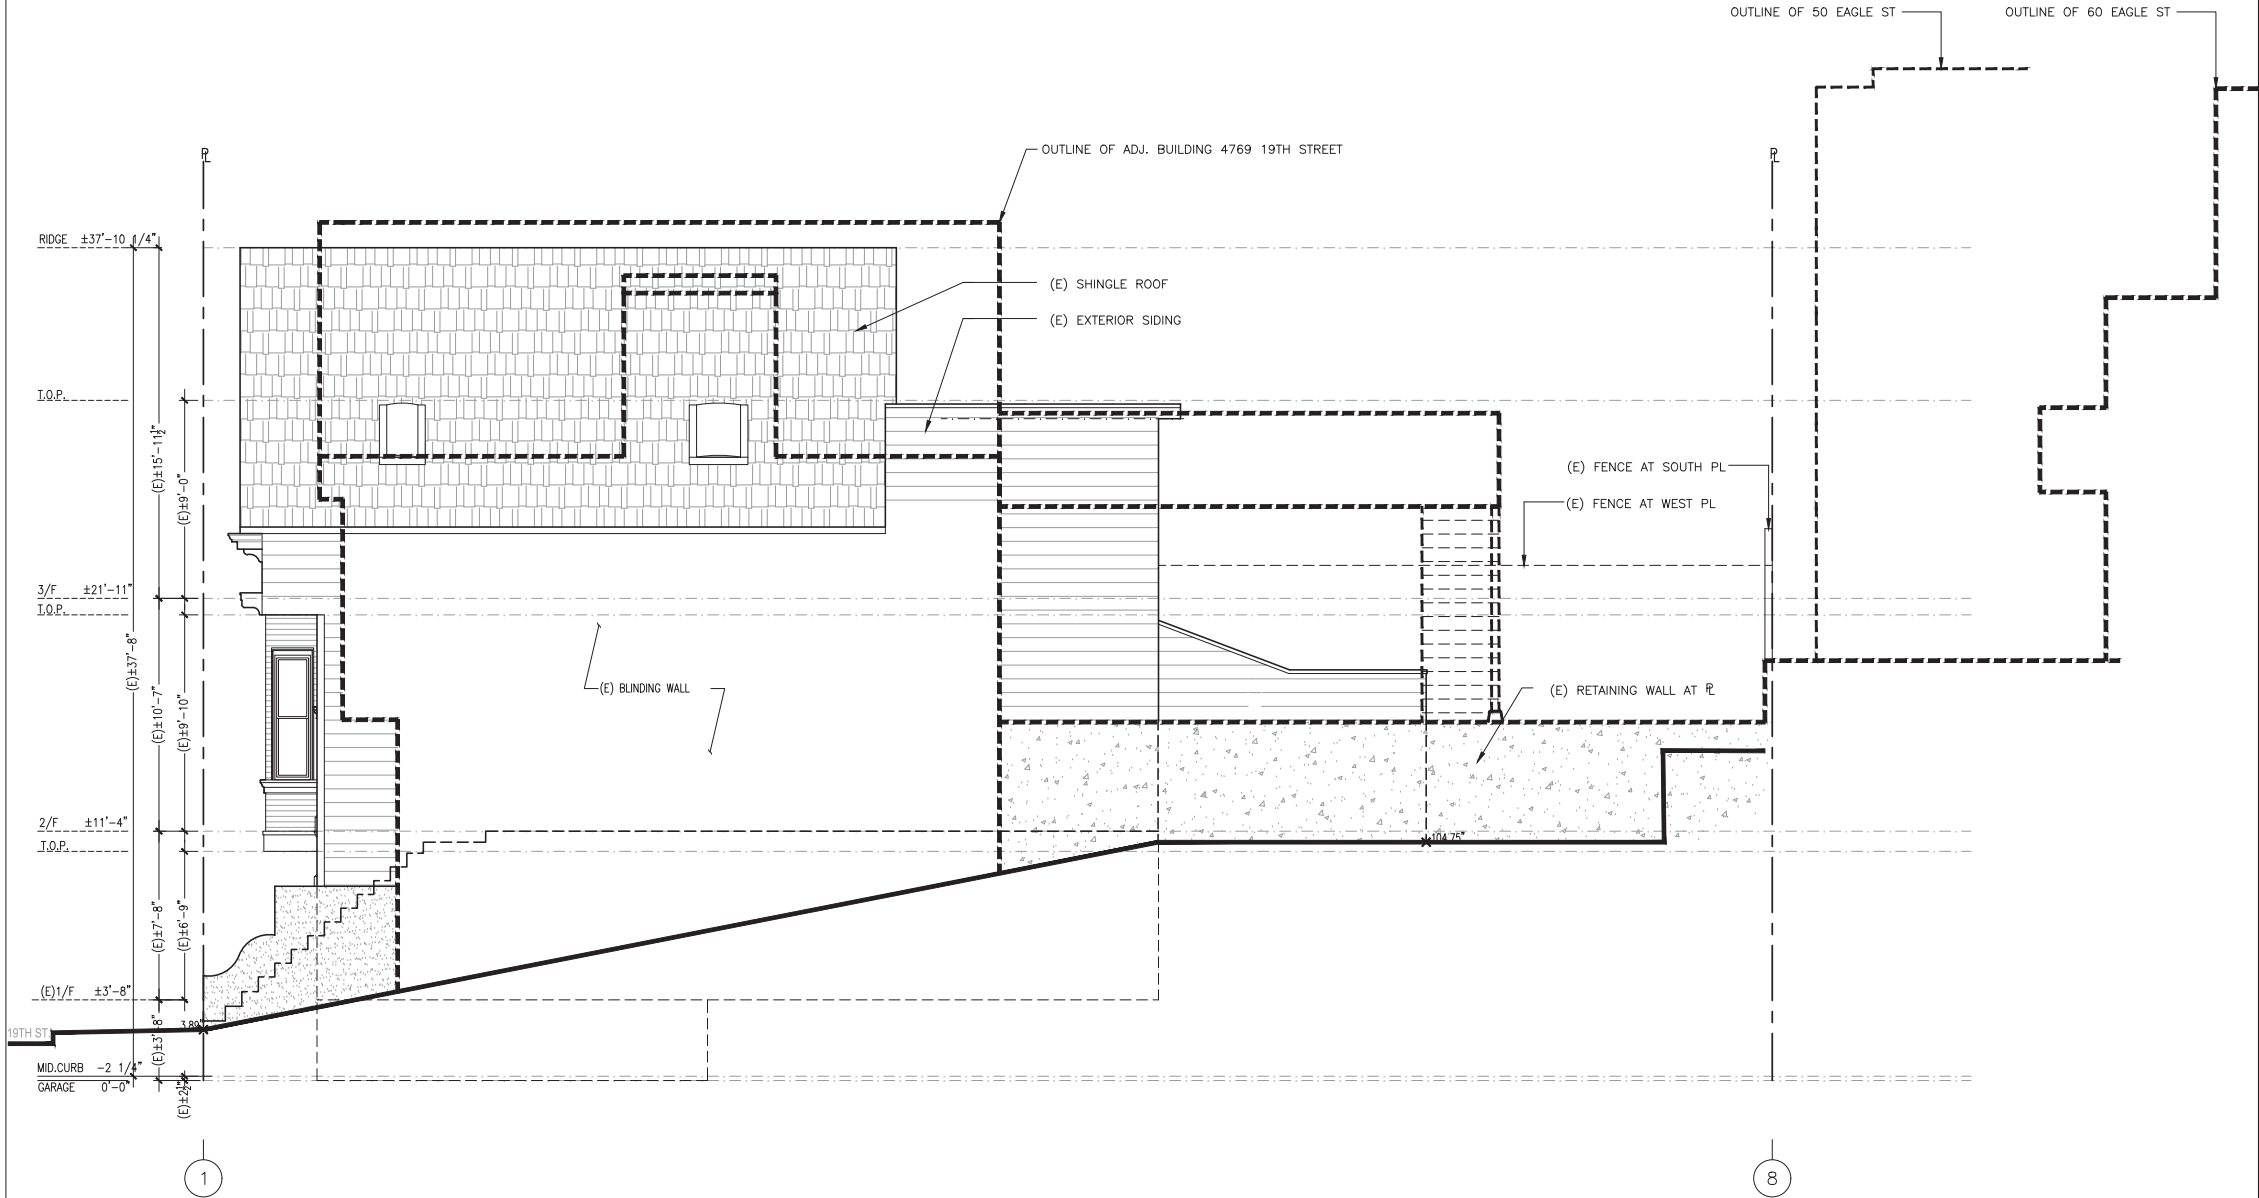 OUTLINE OF 50 EAGLE ST
OUTLINE OF 60 EAGLE ST
PL
PL
OUTLINE OF ADJ. BUILDING 4769 19TH STREET
RIDGE ±37'-10 1/4"
(E) SHINGLE ROOF
(E) EXTERIOR SIDING
T.O.P.
(E)±15'-11½"
(E)±9'-0"
(E) FENCE AT SOUTH PL
(E) FENCE AT WEST PL
3/F ±21'-11"
T.O.P.
(E)±37'-8"
(E)±10'-7"
(E)±9'-10"
(E) BLINDING WALL
(E) RETAINING WALL AT PL
2/F ±11'-4"
T.O.P.
104.75"
(E)±7'-8"
(E)±6'-9"
(E)1/F ±3'-8"
19TH ST.
3.89"
(E)±3'-8"
MID.CURB -2 1/4"
GARAGE 0'-0"
(E)±2½"
1
8